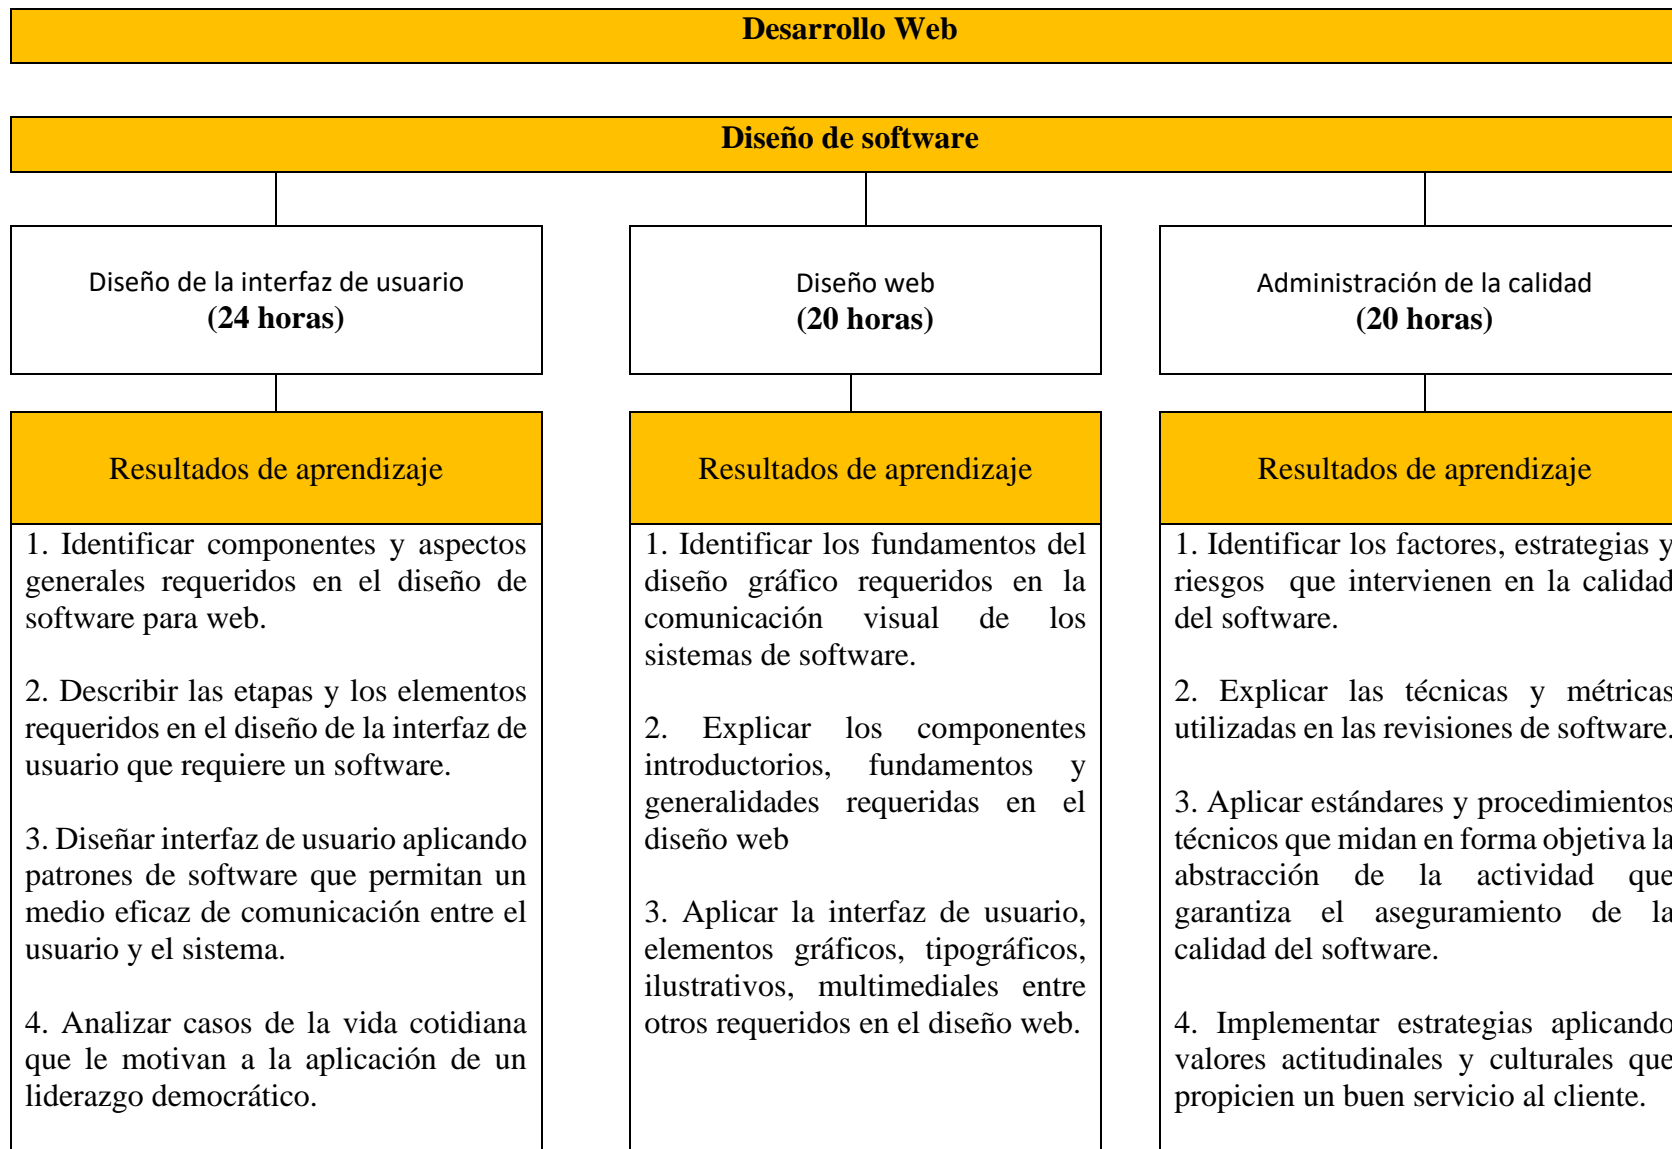 Desarrollo Web
Diseño de software
Diseño de la interfaz de usuario
(24 horas)
Diseño web
(20 horas)
Administración de la calidad
(20 horas)
Resultados de aprendizaje
1. Identificar componentes y aspectos
generales requeridos en el diseño de
software para web.
2. Describir las etapas y los elementos
requeridos en el diseño de la interfaz de
usuario que requiere un software.
3. Diseñar interfaz de usuario aplicando
patrones de software que permitan un
medio eficaz de comunicación entre el
usuario y el sistema.
4. Analizar casos de la vida cotidiana
que le motivan a la aplicación de un
liderazgo democrático.
Resultados de aprendizaje
1. Identificar los fundamentos del
diseño gráfico requeridos en la
comunicación visual de los
sistemas de software.
2. Explicar los componentes
introductorios, fundamentos y
generalidades requeridas en el
diseño web
3. Aplicar la interfaz de usuario,
elementos gráficos, tipográficos,
ilustrativos, multimediales entre
otros requeridos en el diseño web.
Resultados de aprendizaje
1. Identificar los factores, estrategias y
riesgos que intervienen en la calidad
del software.
2. Explicar las técnicas y métricas
utilizadas en las revisiones de software.
3. Aplicar estándares y procedimientos
técnicos que midan en forma objetiva la
abstracción de la actividad que
garantiza el aseguramiento de la
calidad del software.
4. Implementar estrategias aplicando
valores actitudinales y culturales que
propicien un buen servicio al cliente.